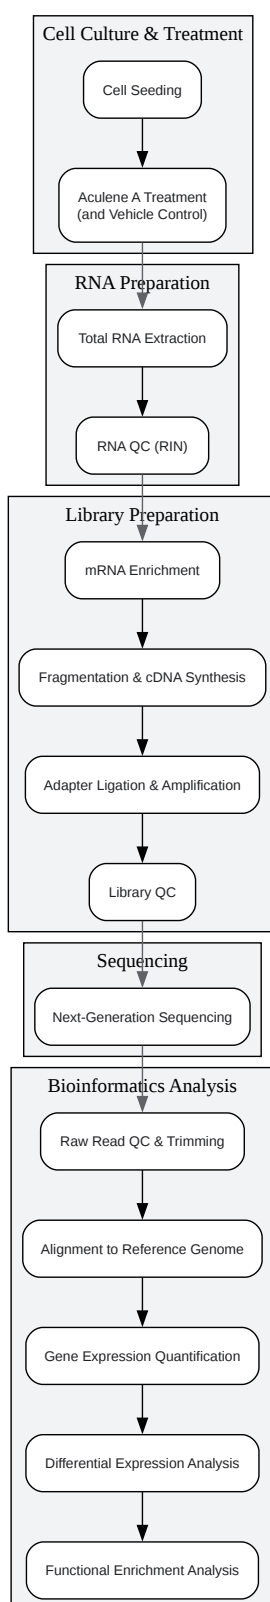 Cell Culture & Treatment
Cell Seeding
Aculene A Treatment
(and Vehicle Control)
RNA Preparation
Total RNA Extraction
RNA QC (RIN)
Library Preparation
mRNA Enrichment
Fragmentation & cDNA Synthesis
Adapter Ligation & Amplification
Library QC
Sequencing
Next-Generation Sequencing
Bioinformatics Analysis
Raw Read QC & Trimming
Alignment to Reference Genome
Gene Expression Quantification
Differential Expression Analysis
Functional Enrichment Analysis